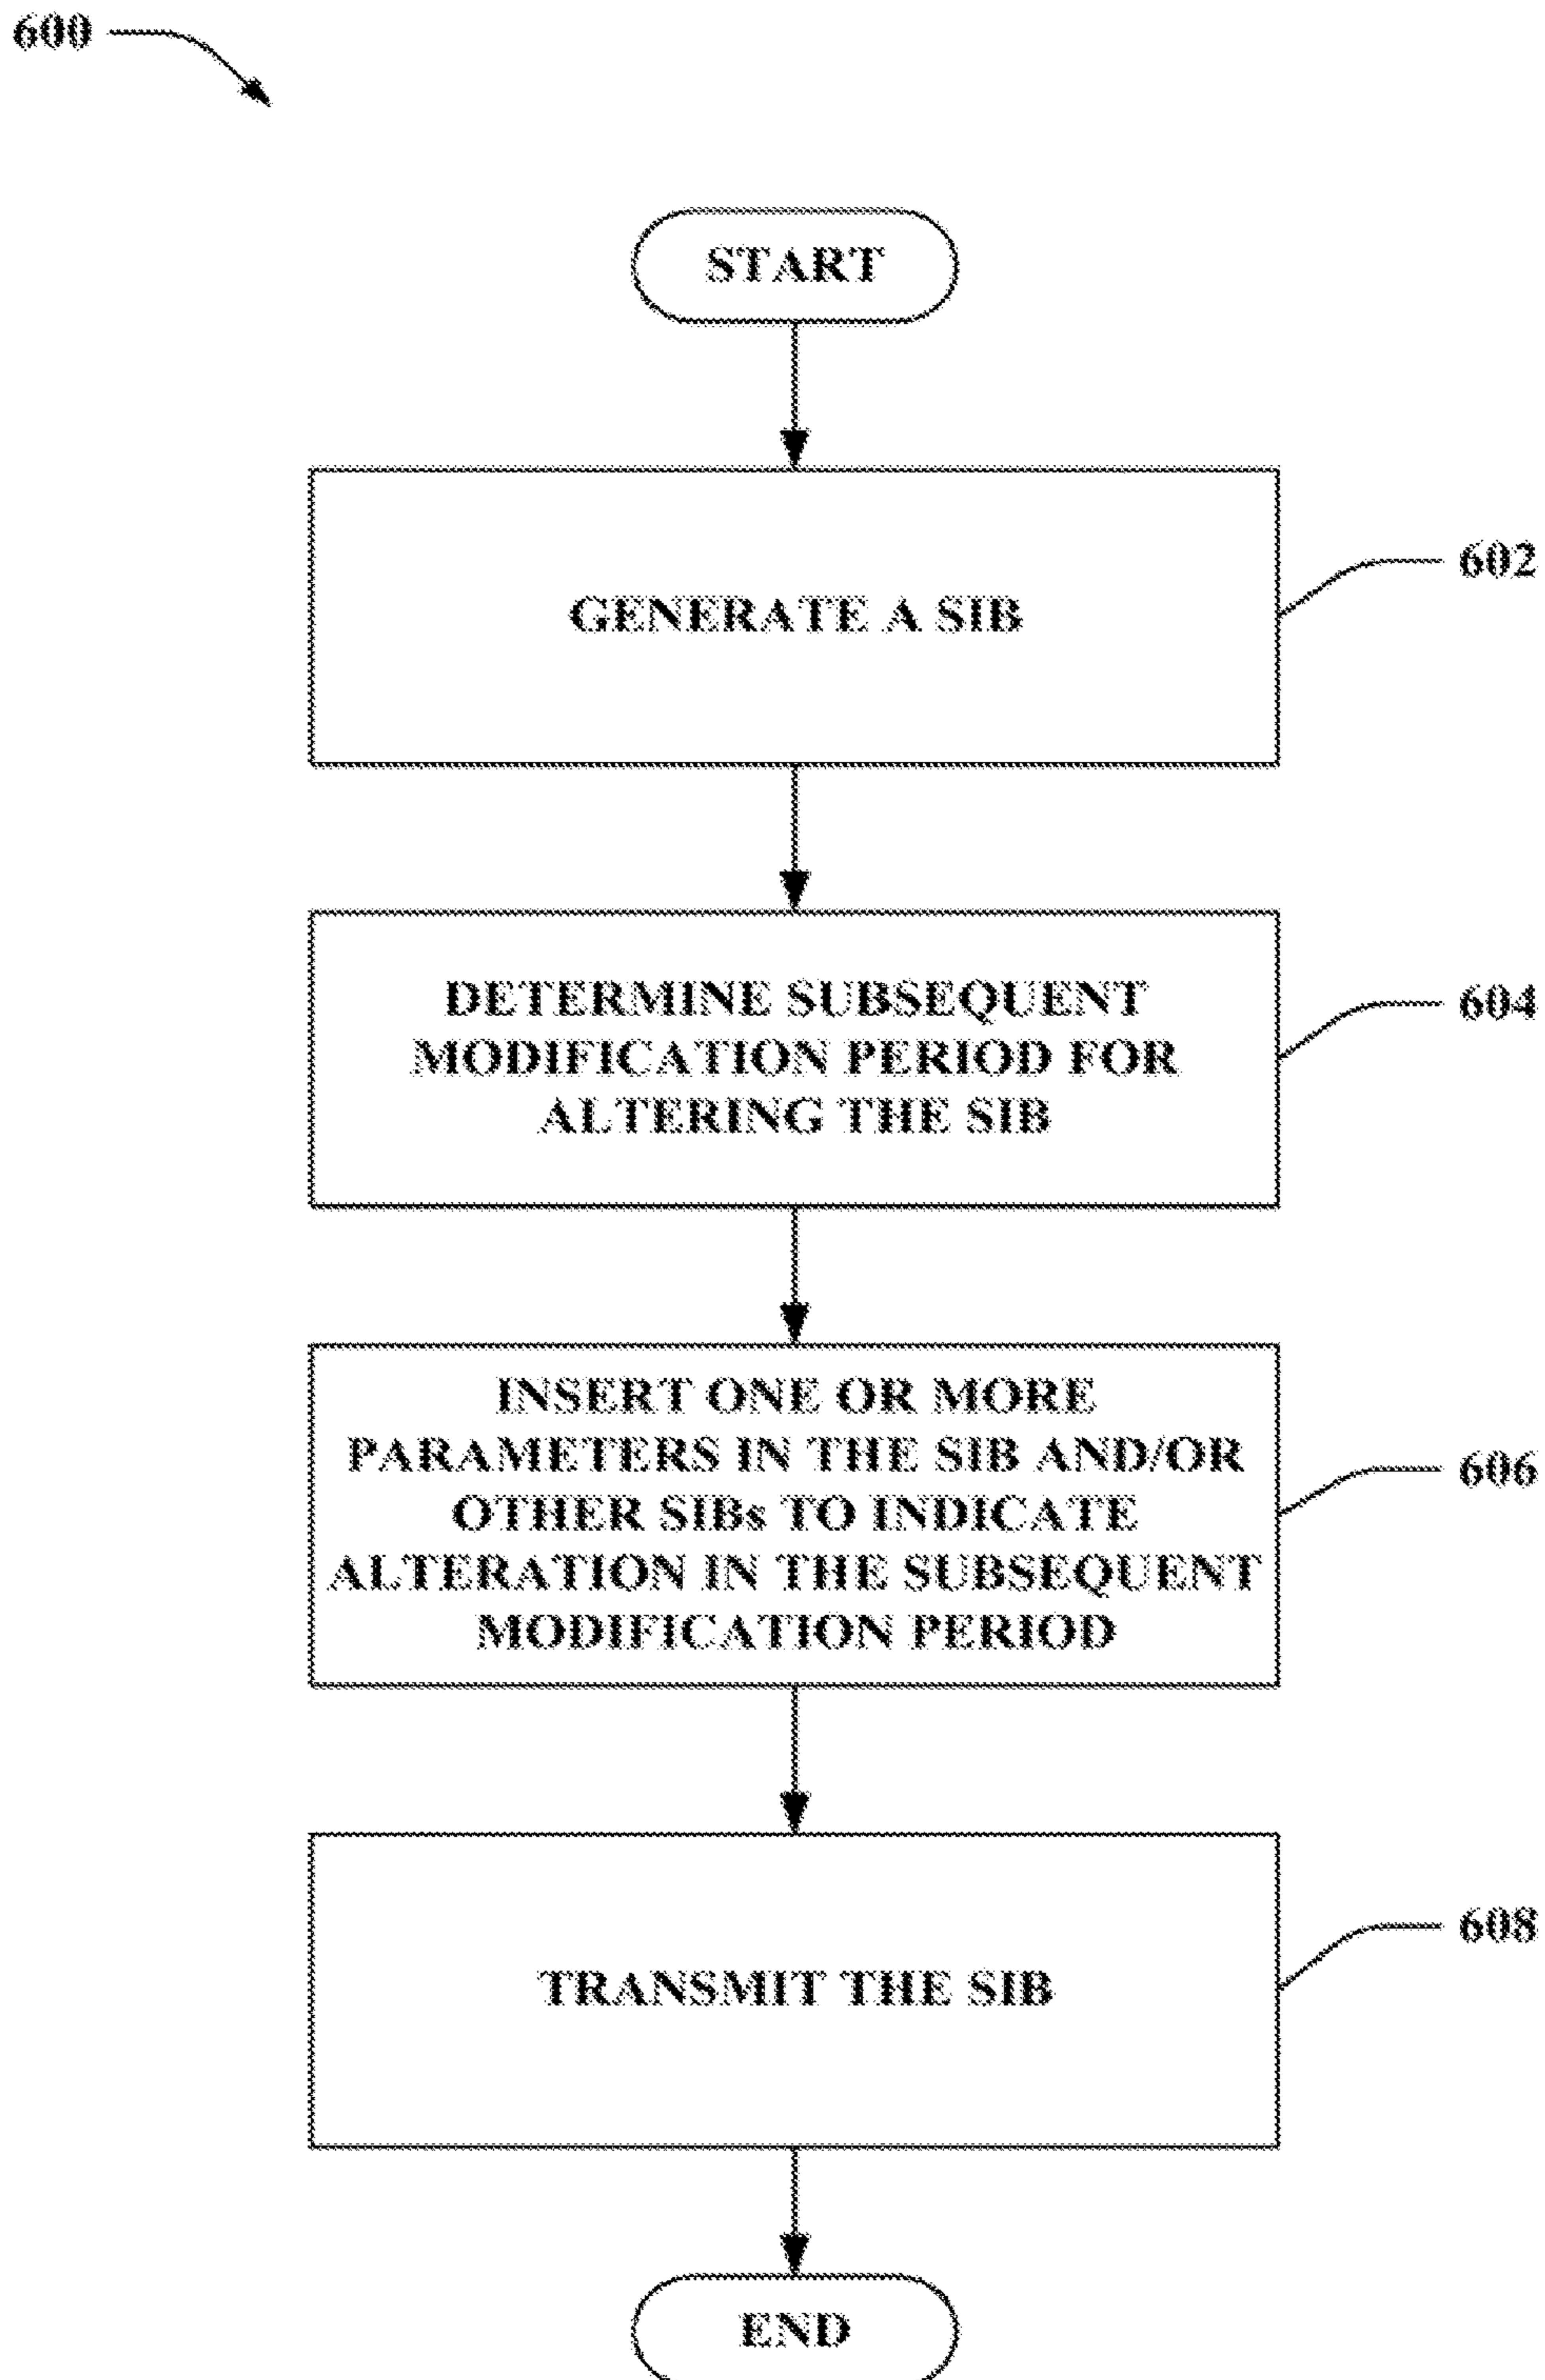 600
START
GENERATE A SIB
602
DETERMINE SUBSEQUENT
MODIFICATION PERIOD FOR
ALTERING THE SIB
604
INSERT ONE OR MORE
PARAMETERS IN THE SIB AND/OR
OTHER SIBs TO INDICATE
ALTERATION IN THE SUBSEQUENT
MODIFICATION PERIOD
606
TRANSMIT THE SIB
608
END